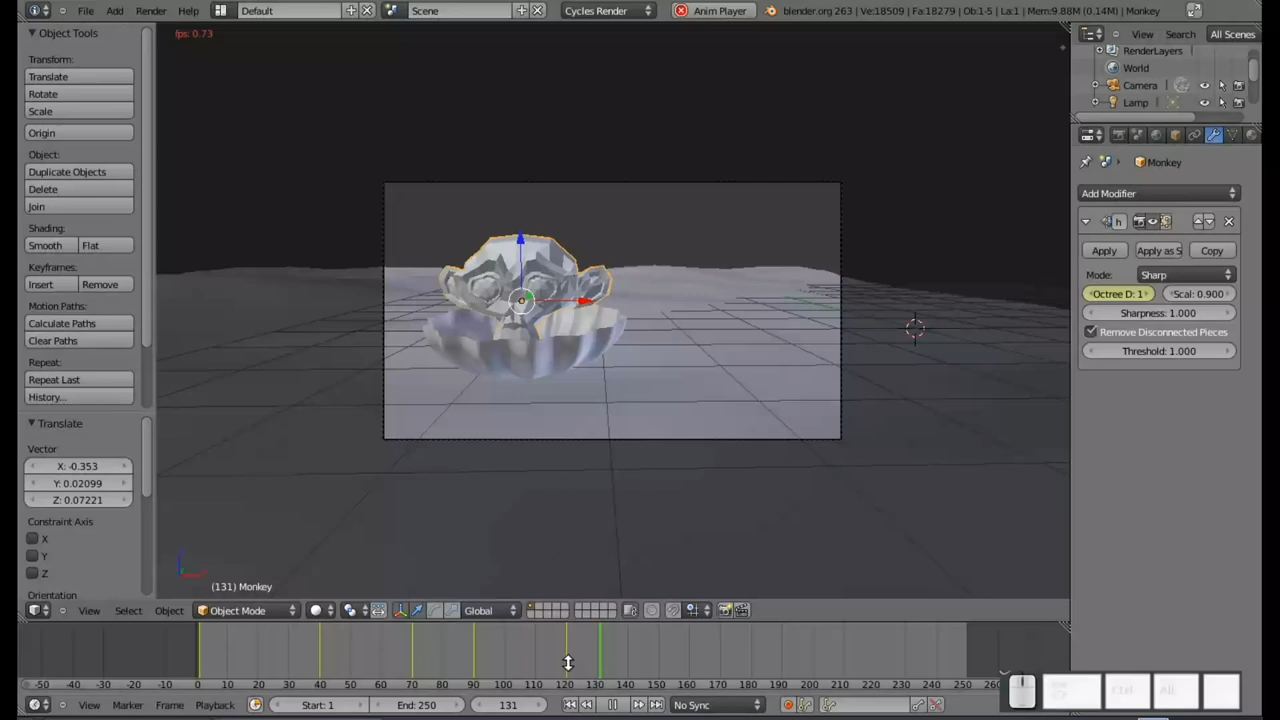 File Add Render Help Default Scene Cycles Render Anim Player blender.org 263 | Ve:18509 | Fa:18279 | Ob:1-5 | La:1 | Mem:9.88M (0.14M) | Monkey
Object Tools
Transform:
Translate
Rotate
Scale
Origin
Object:
Duplicate Objects
Delete
Join
Shading:
Smooth Flat
Keyframes:
Insert Remove
Motion Paths:
Calculate Paths
Clear Paths
Repeat:
Repeat Last
History...
Translate
Vector
X: -0.353
Y: 0.02099
Z: 0.07221
Constraint Axis
X
Y
Z
Orientation
fps: 0.73
(131) Monkey
View Search All Scenes
RenderLayers
World
Camera
Lamp
Monkey
Add Modifier
h
Apply Apply as S Copy
Mode: Sharp
Octree D: 1 Scal: 0.900
Sharpness: 1.000
Remove Disconnected Pieces
Threshold: 1.000
View Select Object Object Mode Global
-50 -40 -30 -20 -10 0 10 20 30 40 50 60 70 80 90 100 110 120 130 140 150 160 170 180 190 200 210 220 230 240 250 260
View Marker Frame Playback Start: 1 End: 250 131 No Sync
Ctrl